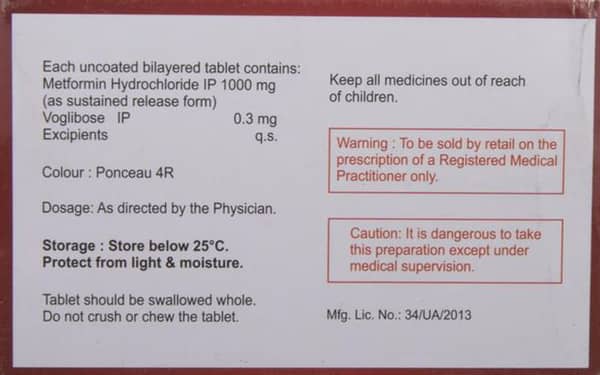 Each uncoated bilayered tablet contains:
Metformin Hydrochloride IP 1000 mg
(as sustained release form)
Voglibose IP 0.3 mg
Excipients q.s.
Colour : Ponceau 4R
Dosage: As directed by the Physician.
Storage : Store below 25°C.
Protect from light & moisture.
Tablet should be swallowed whole.
Do not crush or chew the tablet.
Keep all medicines out of reach
of children.
Warning : To be sold by retail on the
prescription of a Registered Medical
Practitioner only.
Caution: It is dangerous to take
this preparation except under
medical supervision.
Mfg. Lic. No.: 34/UA/2013